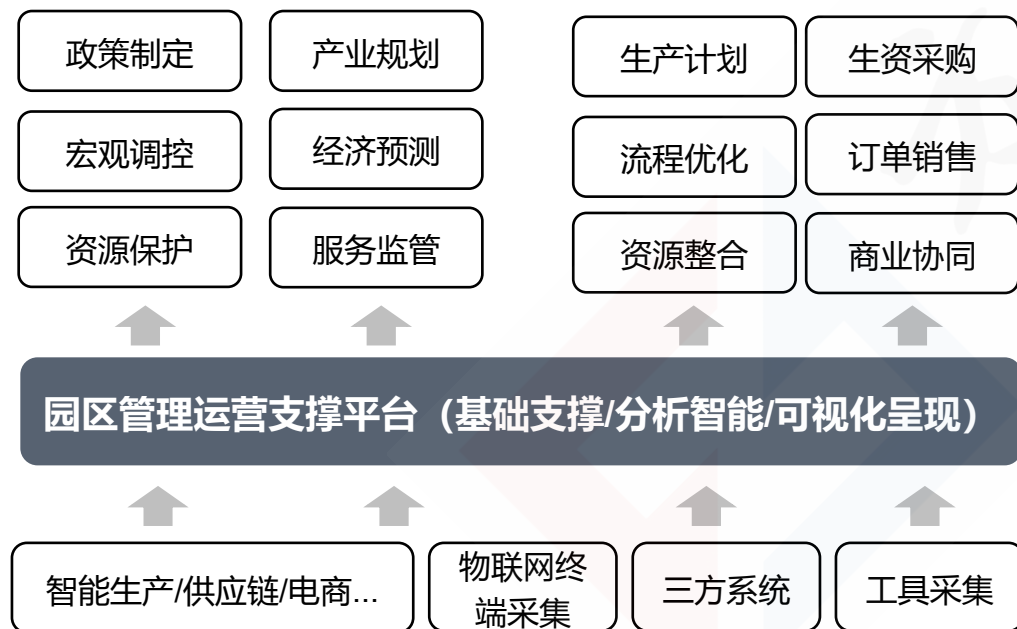 政策制定
产业规划
生产计划
生资采购
宏观调控
经济预测
流程优化
订单销售
资源保护
服务监管
资源整合
商业协同
园区管理运营支撑平台（基础支撑/分析智能/可视化呈现）
智能生产/供应链/电商...
物联网终
端采集
三方系统
工具采集